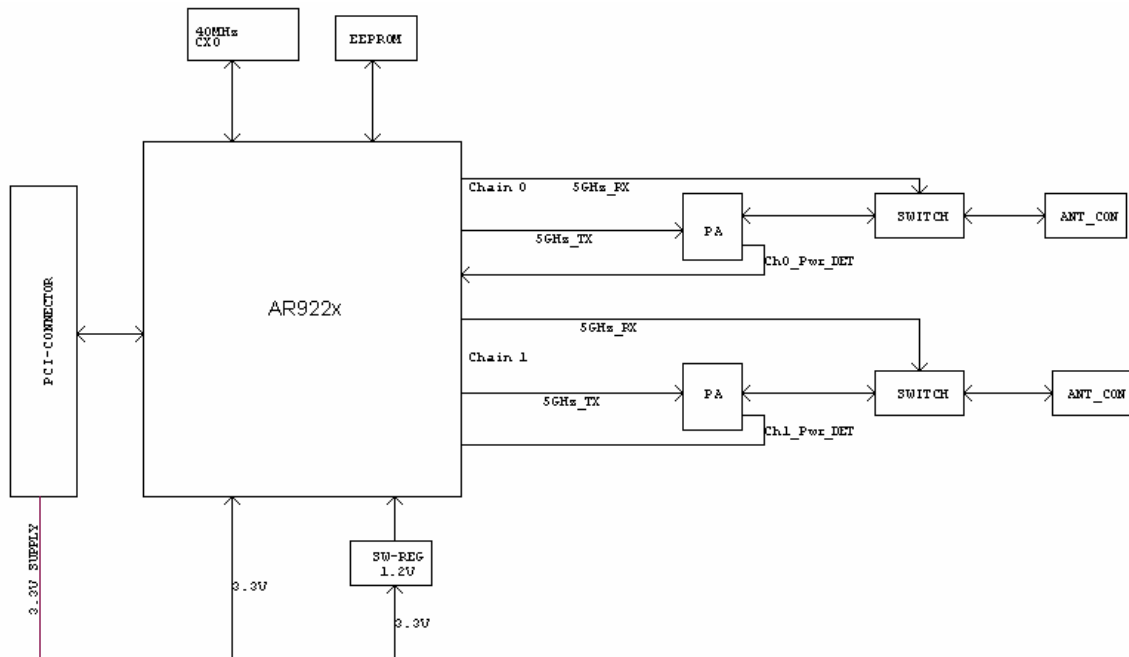 40MHz
CXO
EEPROM
Chain 0
5GHz_RX
5GHz_TX
PA
SWITCH
ANT_CON
Ch0_Pwr_DET
PCI-CONNECTOR
AR922x
5GHz_RX
Chain 1
5GHz_TX
PA
SWITCH
ANT_CON
Ch1_Pwr_DET
3.3V SUPPLY
3.3V
SW-REG
1.2V
3.3V